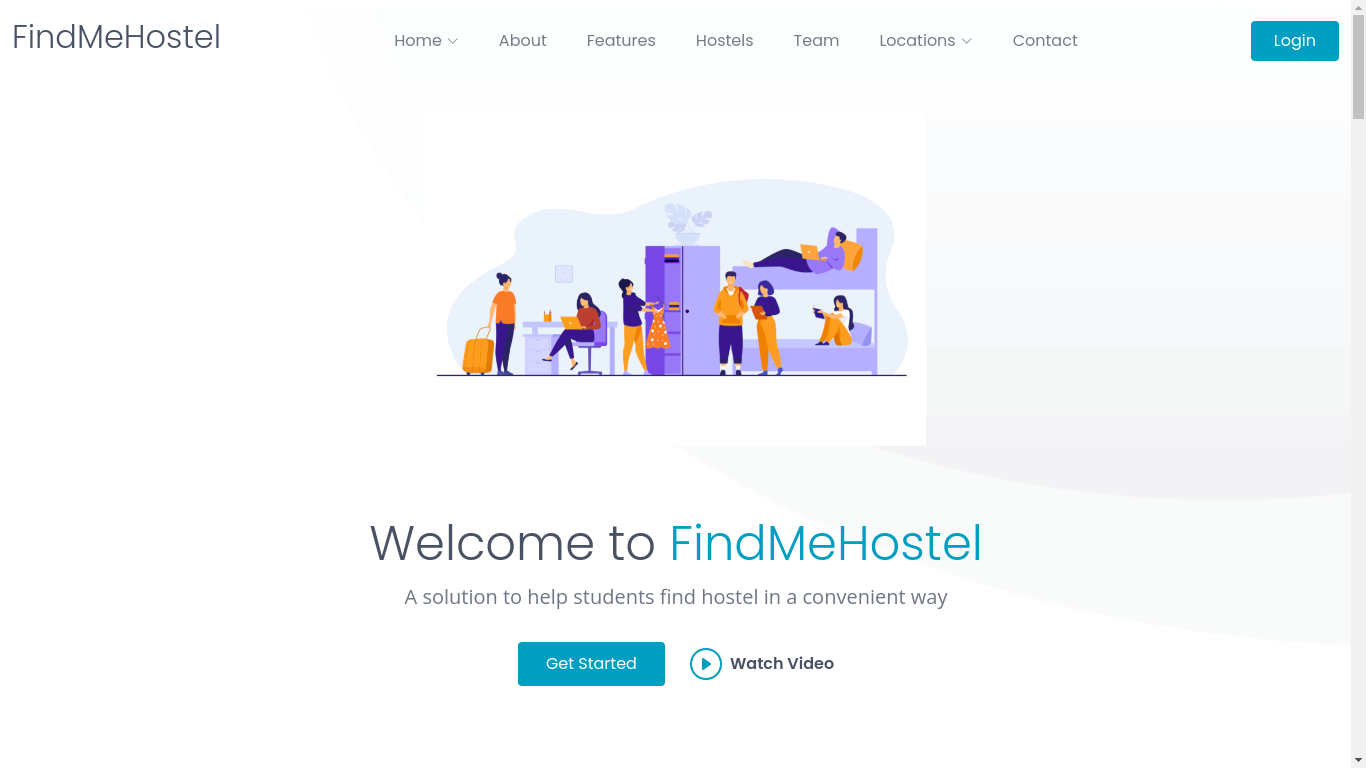 FindMeHostel
Home
About
Features
Hostels
Team
Locations
Contact
Login
Welcome to FindMeHostel
A solution to help students find hostel in a convenient way
Get Started
Watch Video